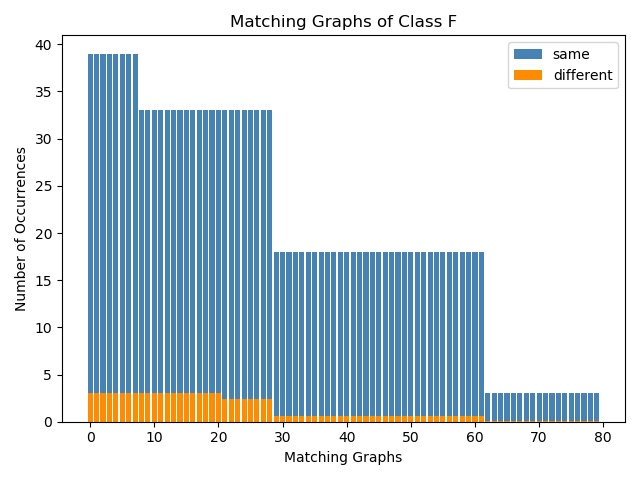 Matching Graphs of Class F
same
different
Number of Occurrences
40
35
30
25
20
15
10
5
0
0 10 20 30 40 50 60 70 80
Matching Graphs